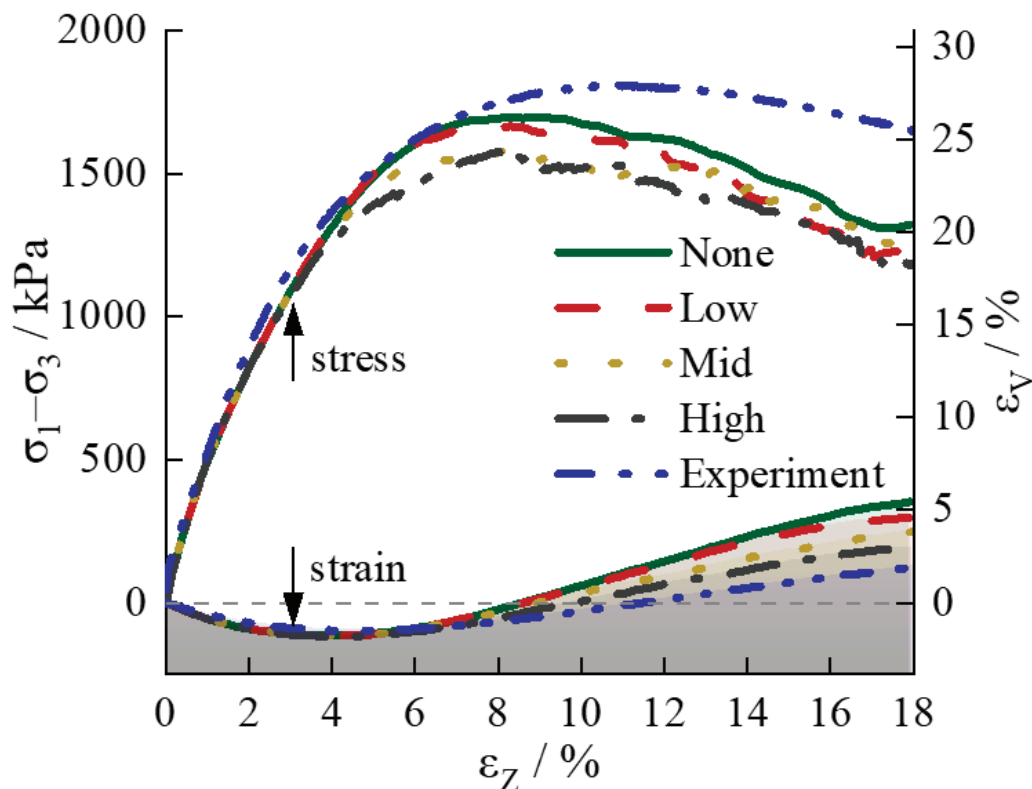 2000
1500
1000
500
0
σ1–σ3 / kPa
30
25
20
15
10
5
0
εV / %
None
Low
Mid
High
Experiment
stress
strain
0 2 4 6 8 10 12 14 16 18
εZ / %